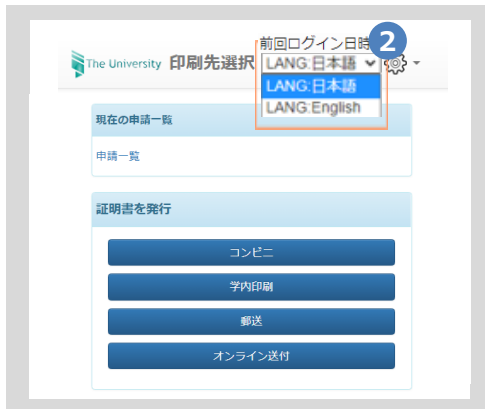 前回ログイン日時
2
The University 印刷先選択 LANG:日本語
LANG:日本語
LANG:English
現在の申請一覧
申請一覧
証明書を発行
コンビニ
学内印刷
郵送
オンライン送付